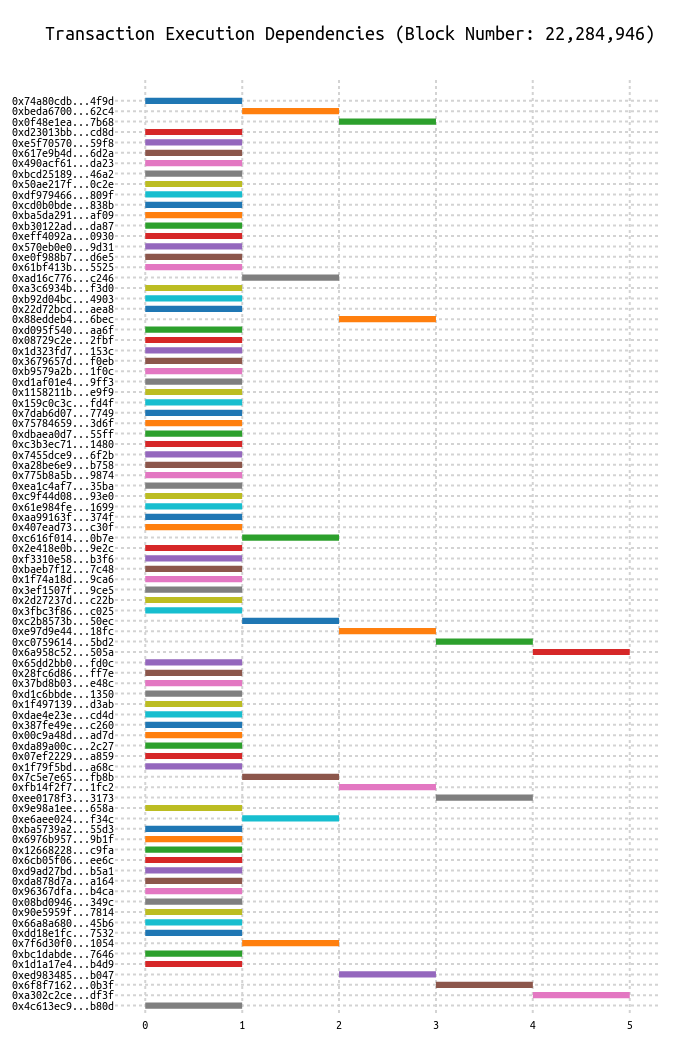 Transaction Execution Dependencies (Block Number: 22,284,946)
0x74a80cdb...4f9d
0xbeda6700...62c4
0x0f48e1ea...7b68
0xd23013bb...cd8d
0xe5f70570...59f8
0x617e9b4d...6d2a
0x490acf61...da23
0xbcd25189...46a2
0x50ae217f...0c2e
0xdf979466...809f
0xcd0b0bde...838b
0xba5da291...af09
0xb30122ad...da87
0xeff4092a...0930
0x570eb0e0...9d31
0xe0f988b7...d6e5
0x61bf413b...5525
0xad16c776...c246
0xa3c6934b...f3d0
0xb92d04bc...4903
0x22d72bcd...aea8
0x88eddeb4...6bec
0xd095f540...aa6f
0x08729c2e...2fbf
0x1d323fd7...153c
0x3679657d...f0eb
0xb9579a2b...1f0c
0xd1af01e4...9ff3
0x1158211b...e9f9
0x159c0c3c...fd4f
0x7dab6d07...7749
0x75784659...3d6f
0xdbaea0d7...55ff
0xc3b3ec71...1480
0x7455dce9...6f2b
0xa28be6e9...b758
0x775b8a5b...9874
0xea1c4af7...35ba
0xc9f44d08...93e0
0x61e984fe...1699
0xaa99163f...374f
0x407ead73...c30f
0xc616f014...0b7e
0x2e418e0b...9e2c
0xf3310e58...b3f6
0xbaeb7f12...7c48
0x1f74a18d...9ca6
0x3ef1507f...9ce5
0x2d27237d...c22b
0x3fbc3f86...c025
0xc2b8573b...50ec
0xe97d9e44...18fc
0xc0759614...5bd2
0x6a958c52...505a
0x65dd2bb0...fd0c
0x28fc6d86...ff7e
0x37bd8b03...e48c
0xd1c6bbde...1350
0x1f497139...d3ab
0xdae4e23e...cd4d
0x387fe49e...c260
0x00c9a48d...ad7d
0xda89a00c...2c27
0x07ef2229...a859
0x1f79f5bd...a68c
0x7c5e7e65...fb8b
0xfb14f2f7...1fc2
0xee0178f3...3173
0x9e98a1ee...658a
0xe6aee024...f34c
0xba5739a2...55d3
0x6976b957...9b1f
0x12668228...c9fa
0x6cb05f06...ee6c
0xd9ad27bd...b5a1
0xda878d7a...a164
0x96367dfa...b4ca
0x08bd0946...349c
0x90e5959f...7814
0x66a8a680...45b6
0xdd18e1fc...7532
0x7f6d30f0...1054
0xbc1dabde...7646
0x1d1a17e4...b4d9
0xed983485...b047
0x6f8f7162...0b3f
0xa302c2ce...df3f
0x4c613ec9...b80d
0 1 2 3 4 5